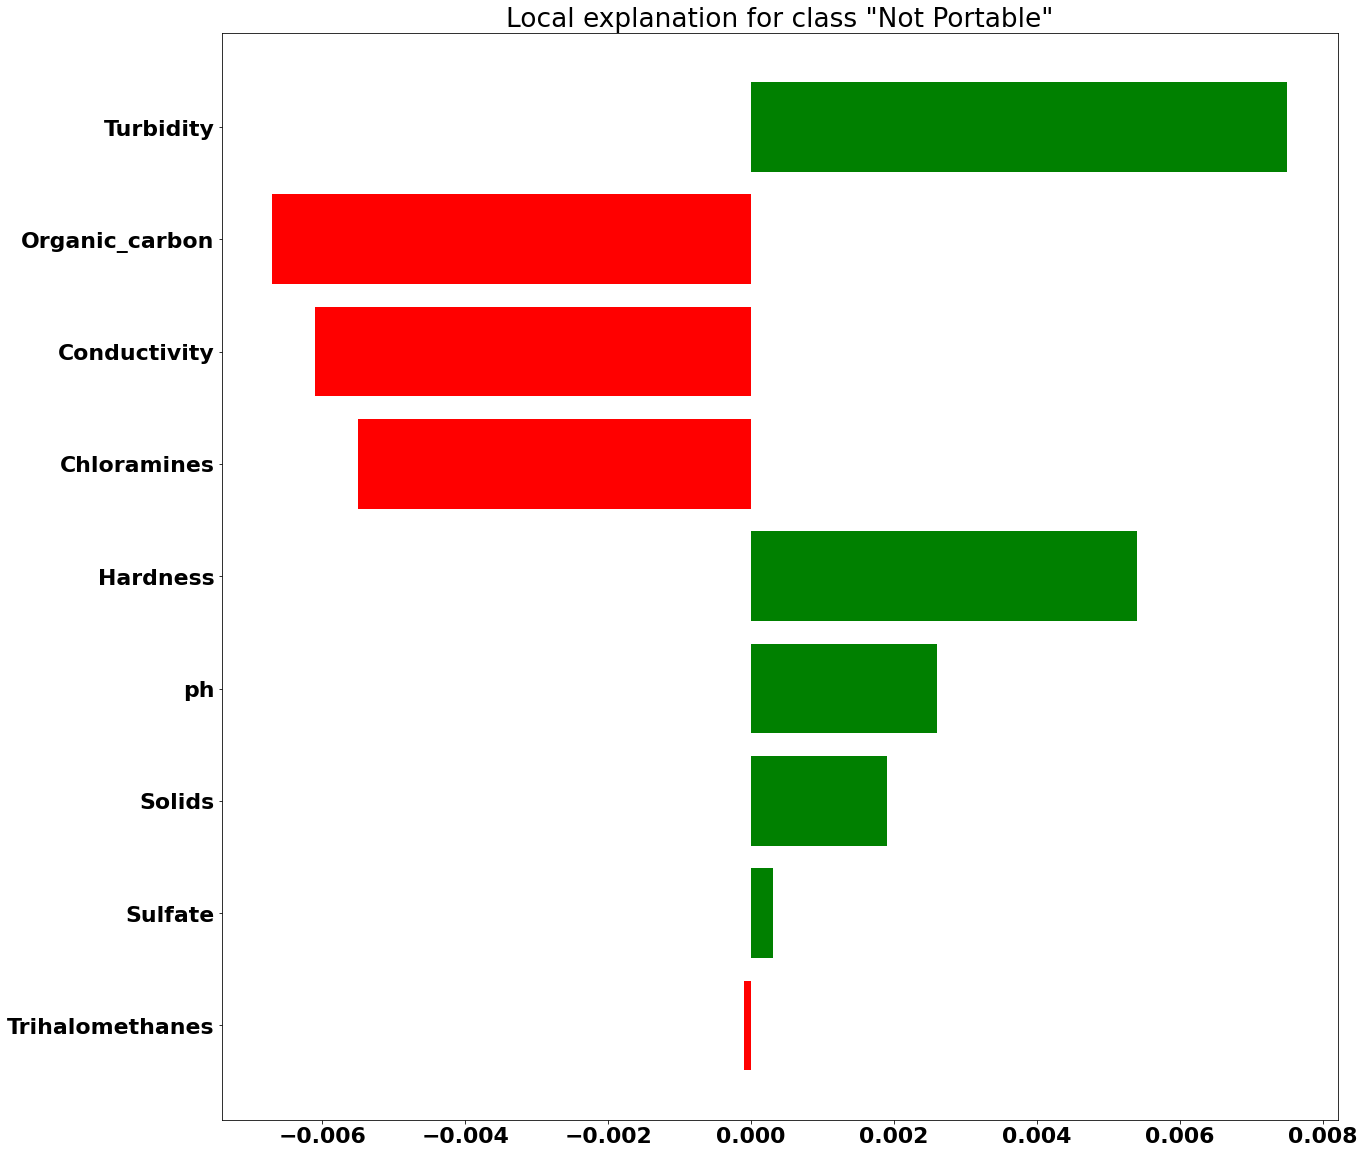 Local explanation for class "Not Portable"
Turbidity
Organic_carbon
Conductivity
Chloramines
Hardness
ph
Solids
Sulfate
Trihalomethanes
−0.006 −0.004 −0.002 0.000 0.002 0.004 0.006 0.008